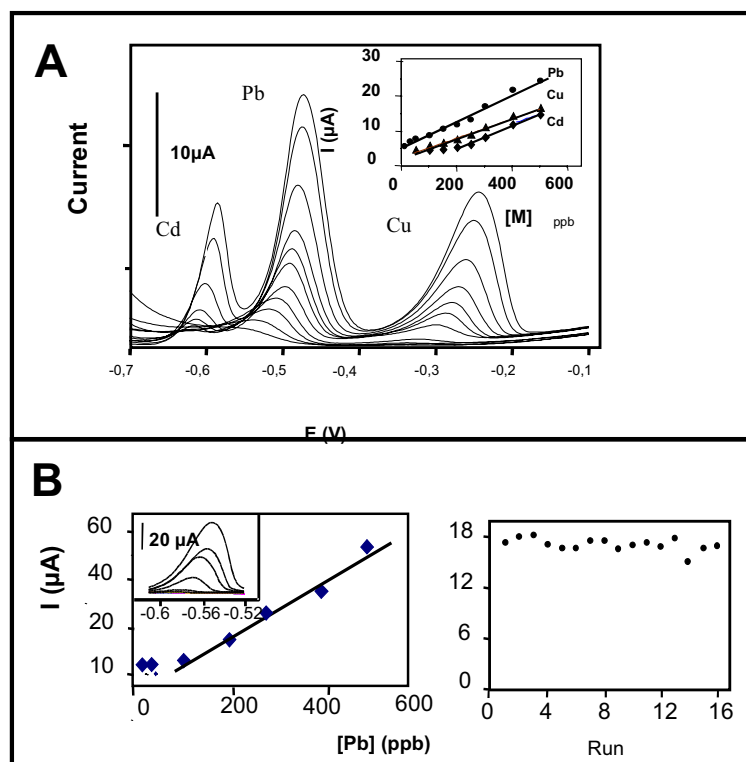 A
Current
10µA
Cd
Pb
Cu
I (µA)
30
20
10
0
0
200
400
600
Pb
Cu
Cd
[M] ppb
-0,7
-0,6
-0,5
-0,4
-0,3
-0,2
-0,1
E (V)
B
I (µA)
60
40
20
10
20 µA
-0.6 -0.56 -0.52
0 200 400 600
[Pb] (ppb)
18
12
6
0
0 4 8 12 16
Run